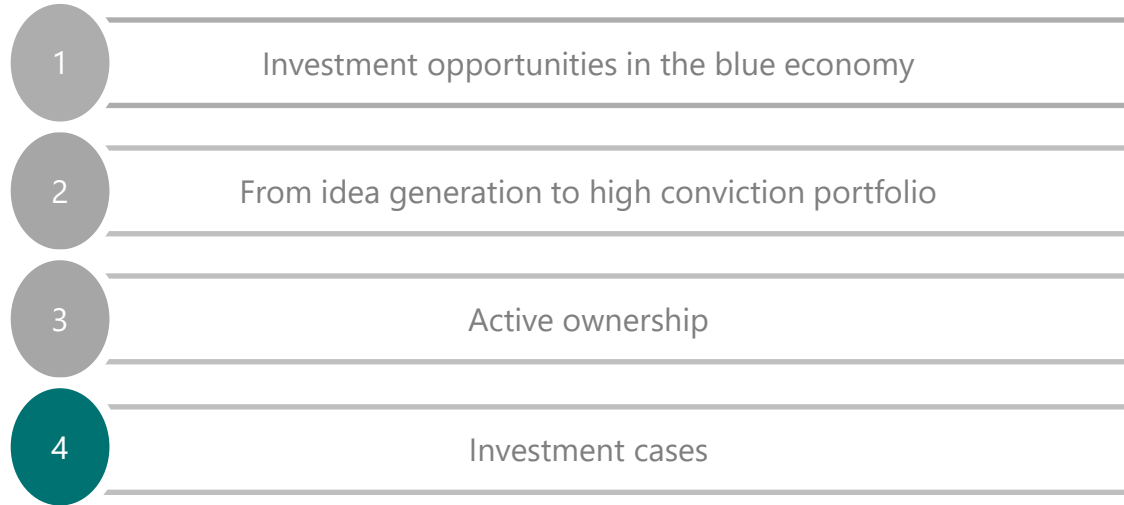 1
Investment opportunities in the blue economy
2
From idea generation to high conviction portfolio
3
Active ownership
4
Investment cases